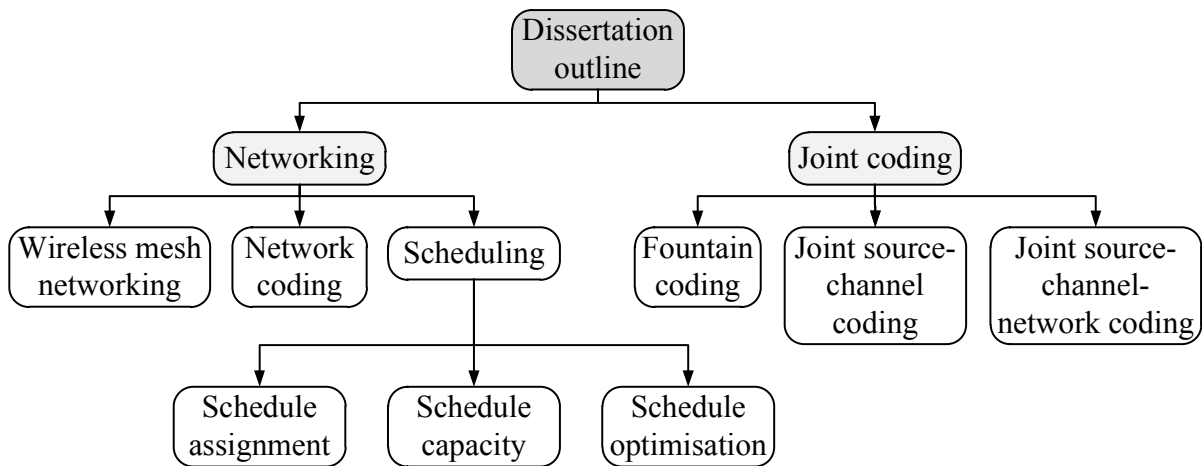 Dissertation
outline
Networking
Joint coding
Wireless mesh
networking
Network
coding
Scheduling
Fountain
coding
Joint source-
channel
coding
Joint source-
channel-
network coding
Schedule
assignment
Schedule
capacity
Schedule
optimisation